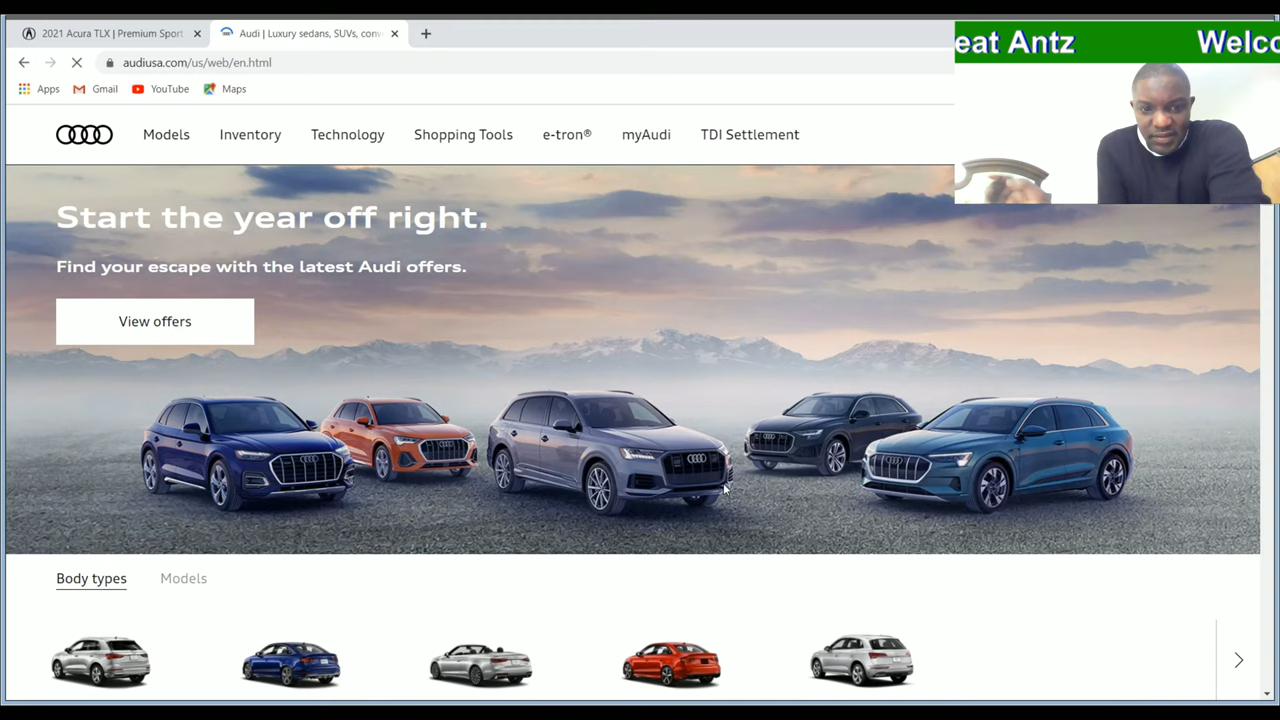 2021 Acura TLX | Premium Sport
Audi | Luxury sedans, SUVs, conv
audiusa.com/us/web/en.html
Apps Gmail YouTube Maps
eat Antz Welco
Models Inventory Technology Shopping Tools e-tron® myAudi TDI Settlement
Start the year off right.
Find your escape with the latest Audi offers.
View offers
Body types Models